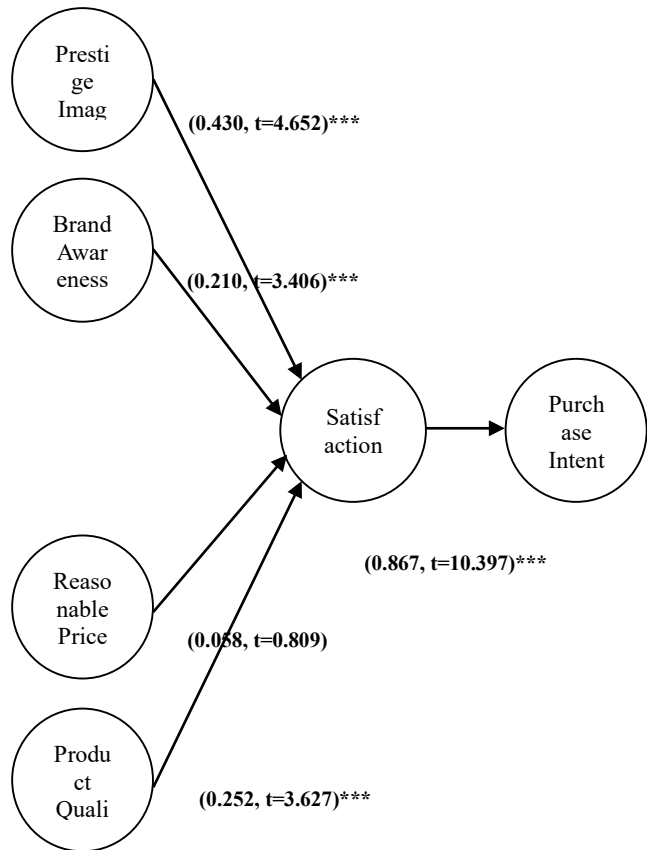 Presti
ge
Imag
(0.430, t=4.652)***
Brand
Awar
eness
(0.210, t=3.406)***
Satisf
action
Purch
ase
Intent
(0.867, t=10.397)***
Reaso
nable
Price
(0.058, t=0.809)
Produ
ct
Quali
(0.252, t=3.627)***